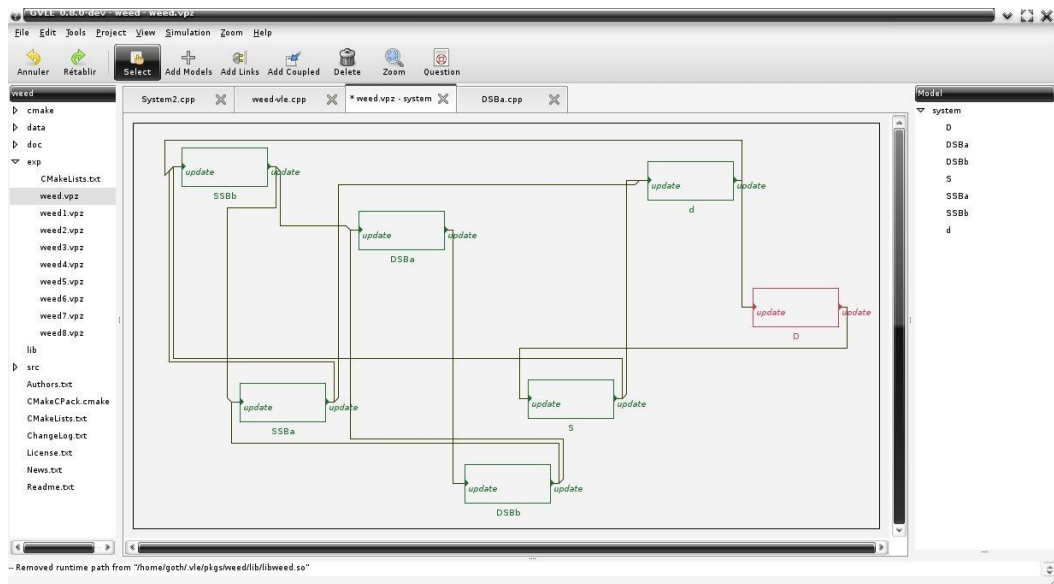 GVLE 0.8.0-dev - weed - weed.vpz
File Edit Tools Project View Simulation Zoom Help
Annuler Rétablir Select Add Models Add Links Add Coupled Delete Zoom Question
weed
cmake
data
doc
exp
CMakeLists.txt
weed.vpz
weed1.vpz
weed2.vpz
weed3.vpz
weed4.vpz
weed5.vpz
weed6.vpz
weed7.vpz
weed8.vpz
lib
src
Authors.txt
CMakeCPack.cmake
CMakeLists.txt
ChangeLog.txt
License.txt
News.txt
Readme.txt
System2.cpp weed-vle.cpp * weed.vpz - system DSBa.cpp
update update
SSBb
update update
d
update update
DSBa
update update
D
update update
SSBa
update update
S
update update
DSBb
Model
system
D
DSBa
DSBb
S
SSBa
SSBb
d
-- Removed runtime path from "/home/goth/.vle/pkgs/weed/lib/libweed.so"